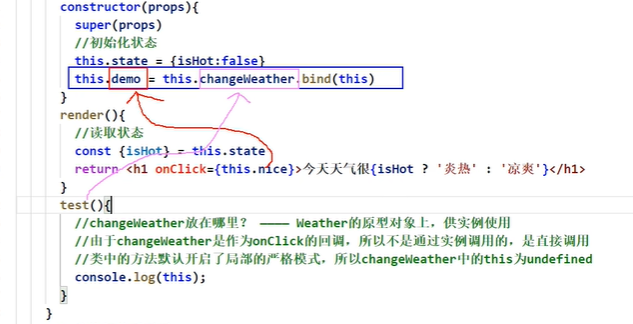 constructor(props){
super(props)
//初始化状态
this.state = {isHot:false}
this.demo = this.changeWeather.bind(this)
}
render(){
//读取状态
const {isHot} = this.state
return <h1 onClick={this.nice}>今天天气很{isHot ? '炎热' : '凉爽'}</h1>
}
test(){
//changeWeather放在哪里？ ———— Weather的原型对象上，供实例使用
//由于changeWeather是作为onClick的回调，所以不是通过实例调用的，是直接调用
//类中的方法默认开启了局部的严格模式，所以changeWeather中的this为undefined
console.log(this);
}
}